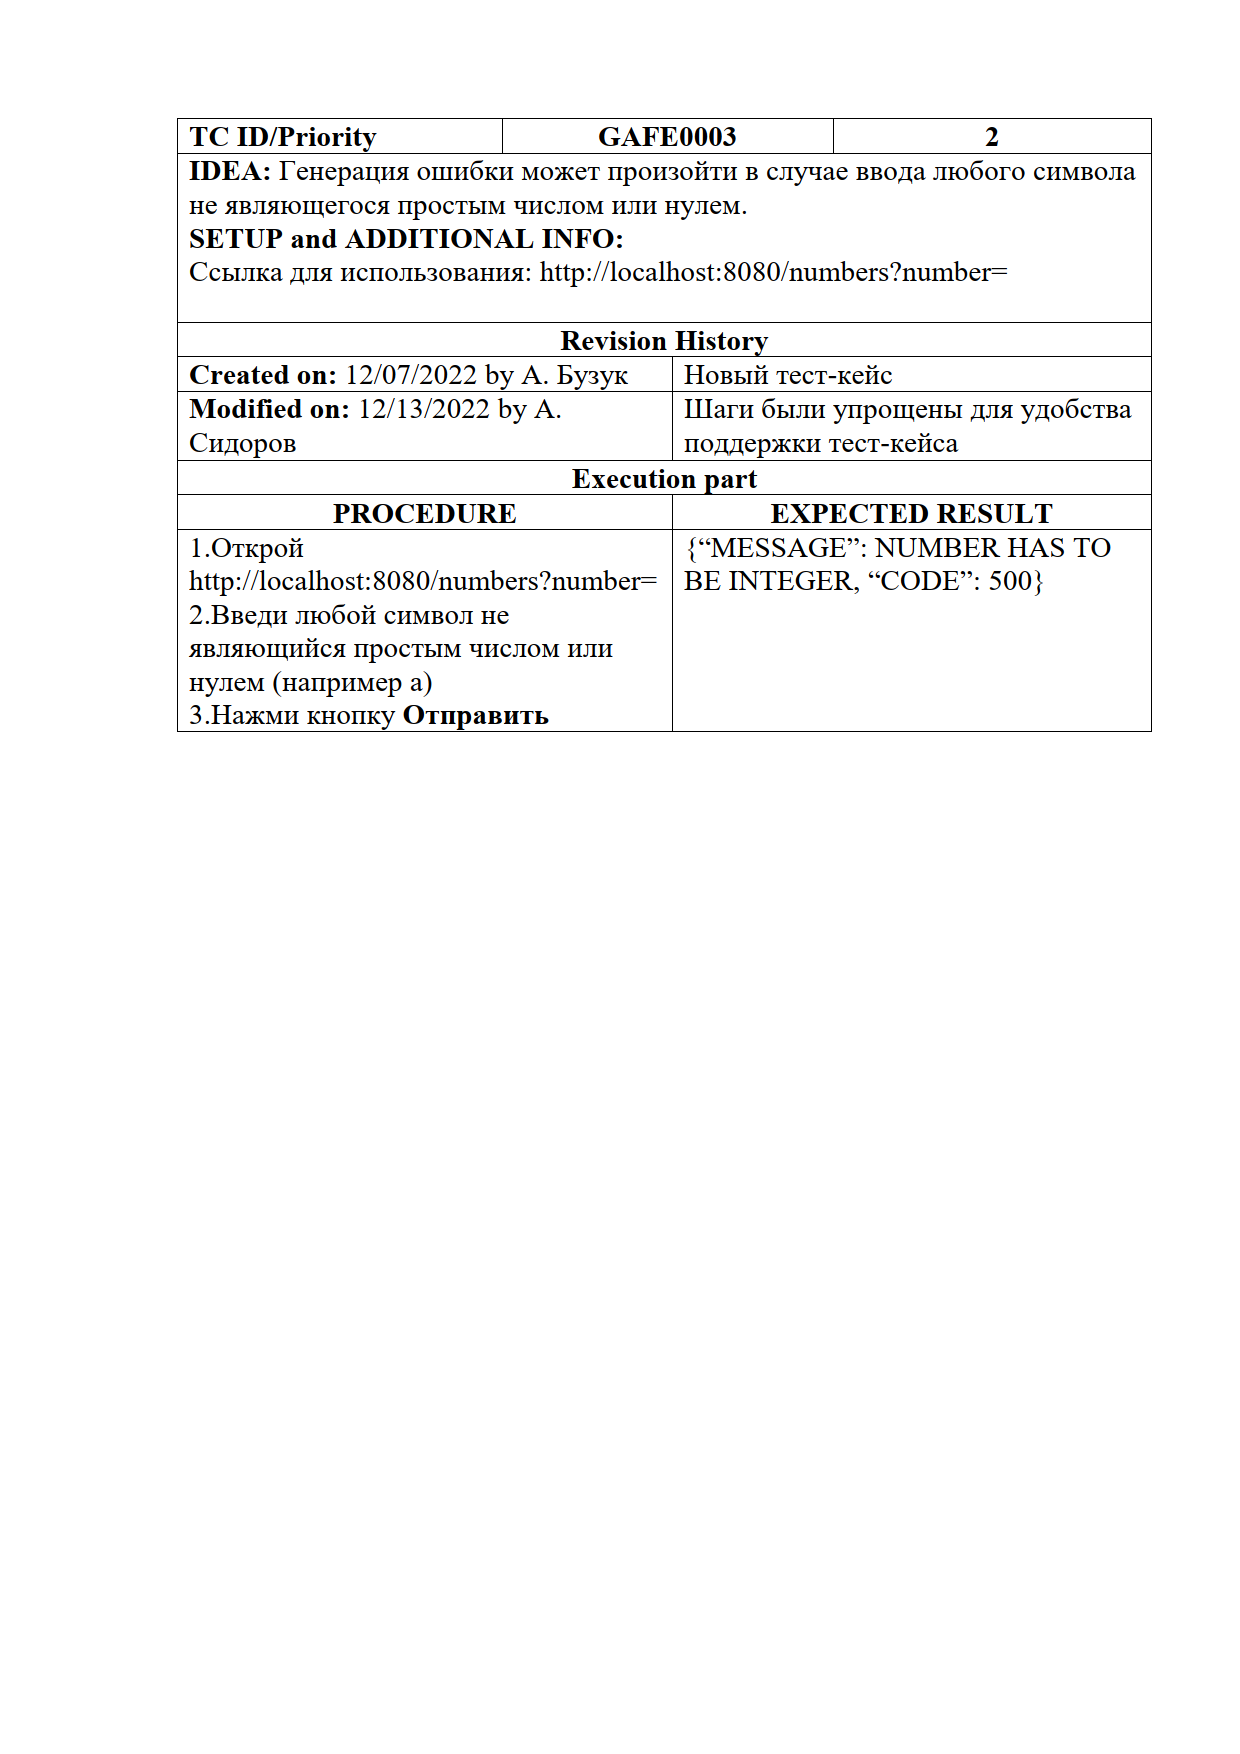 TC ID/Priority GAFE0003 2
IDEA: Генерация ошибки может произойти в случае ввода любого символа
не являющегося простым числом или нулем.
SETUP and ADDITIONAL INFO:
Ссылка для использования: http://localhost:8080/numbers?number=
Revision History
Created on: 12/07/2022 by А. Бузук Новый тест-кейс
Modified on: 12/13/2022 by А.
Сидоров
Шаги были упрощены для удобства
поддержки тест-кейса
Execution part
PROCEDURE EXPECTED RESULT
1.Открой
http://localhost:8080/numbers?number=
2.Введи любой символ не
являющийся простым числом или
нулем (например а)
3.Нажми кнопку Отправить
{“MESSAGE”: NUMBER HAS TO
BE INTEGER, “CODE”: 500}